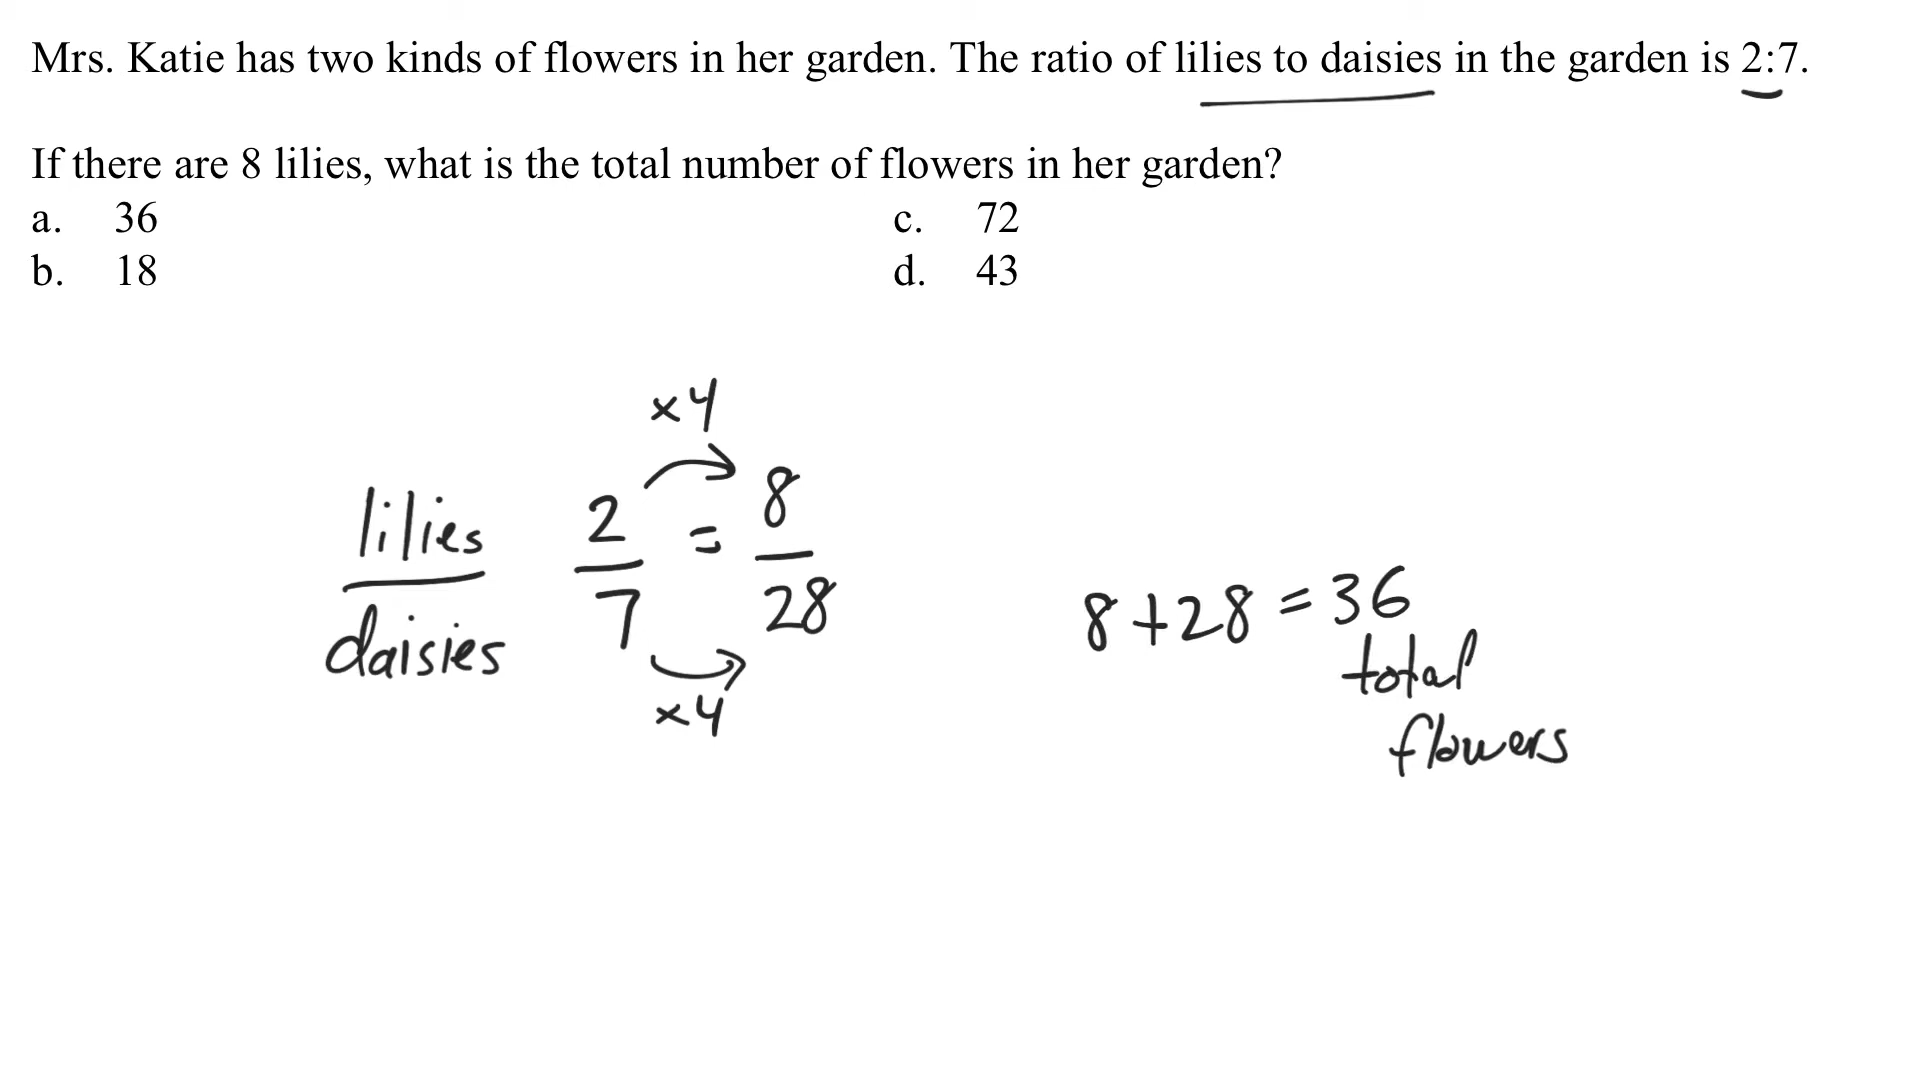 Mrs. Katie has two kinds of flowers in her garden. The ratio of lilies to daisies in the garden is 2:7.
If there are 8 lilies, what is the total number of flowers in her garden?
a. 36
c. 72
b. 18
d. 43
x4
lilies 2 = 8
daisies 7 28
x4
8+28=36
total
flowers